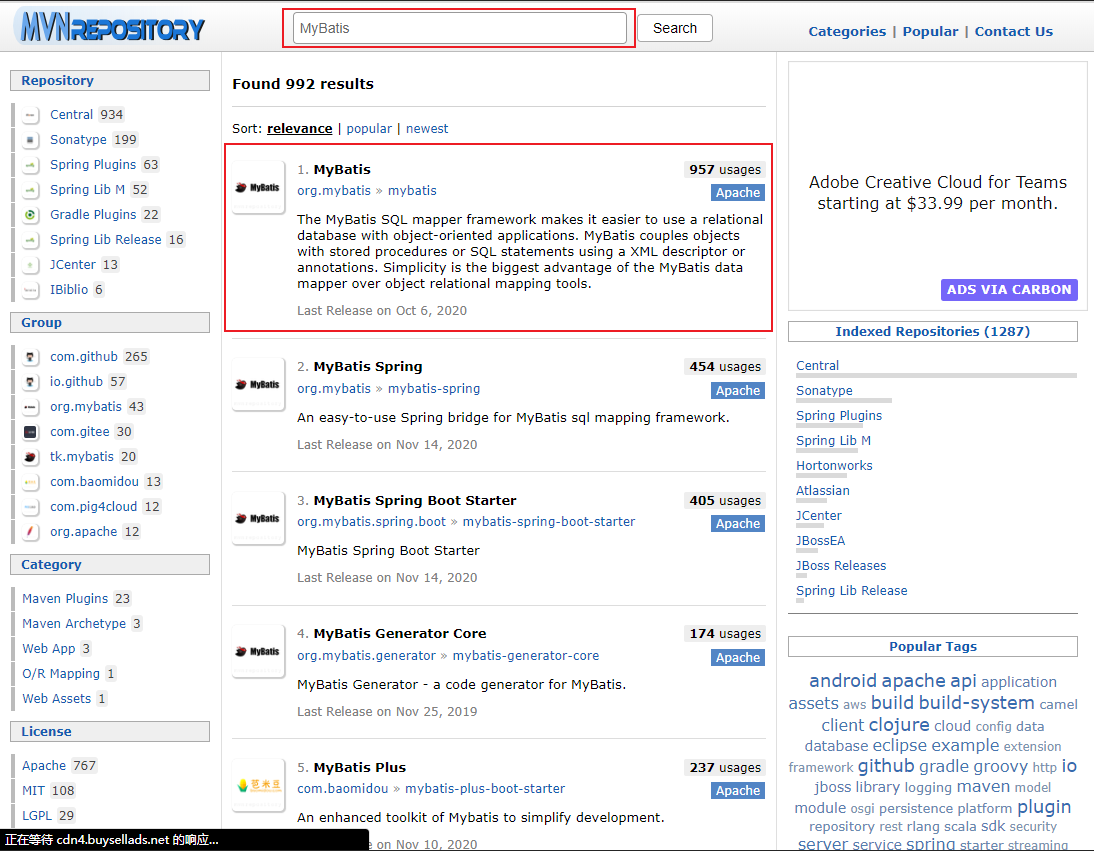 MVNREPOSITORY
MyBatis
Search
Categories | Popular | Contact Us
Repository
Central 934
Sonatype 199
Spring Plugins 63
Spring Lib M 52
Gradle Plugins 22
Spring Lib Release 16
JCenter 13
IBiblio 6
Group
com.github 265
io.github 57
org.mybatis 43
com.gitee 30
tk.mybatis 20
com.baomidou 13
com.pig4cloud 12
org.apache 12
Category
Maven Plugins 23
Maven Archetype 3
Web App 3
O/R Mapping 1
Web Assets 1
License
Apache 767
MIT 108
LGPL 29
正在等待 cdn4.buysellads.net 的响应...
Found 992 results
Sort: relevance | popular | newest
MyBatis
1. MyBatis
957 usages
org.mybatis » mybatis
Apache
The MyBatis SQL mapper framework makes it easier to use a relational
database with object-oriented applications. MyBatis couples objects
with stored procedures or SQL statements using a XML descriptor or
annotations. Simplicity is the biggest advantage of the MyBatis data
mapper over object relational mapping tools.
Last Release on Oct 6, 2020
MyBatis
2. MyBatis Spring
454 usages
org.mybatis » mybatis-spring
Apache
An easy-to-use Spring bridge for MyBatis sql mapping framework.
Last Release on Nov 14, 2020
MyBatis
3. MyBatis Spring Boot Starter
405 usages
org.mybatis.spring.boot » mybatis-spring-boot-starter
Apache
MyBatis Spring Boot Starter
Last Release on Nov 14, 2020
MyBatis
4. MyBatis Generator Core
174 usages
org.mybatis.generator » mybatis-generator-core
Apache
MyBatis Generator - a code generator for MyBatis.
Last Release on Nov 25, 2019
苞米豆
5. MyBatis Plus
237 usages
com.baomidou » mybatis-plus-boot-starter
Apache
An enhanced toolkit of Mybatis to simplify development.
e on Nov 10, 2020
Adobe Creative Cloud for Teams
starting at $33.99 per month.
ADS VIA CARBON
Indexed Repositories (1287)
Central
Sonatype
Spring Plugins
Spring Lib M
Hortonworks
Atlassian
JCenter
JBossEA
JBoss Releases
Spring Lib Release
Popular Tags
android apache api application
assets aws build build-system camel
client clojure cloud config data
database eclipse example extension
framework github gradle groovy http io
jboss library logging maven model
module osgi persistence platform plugin
repository rest rlang scala sdk security
server service spring starter streaming